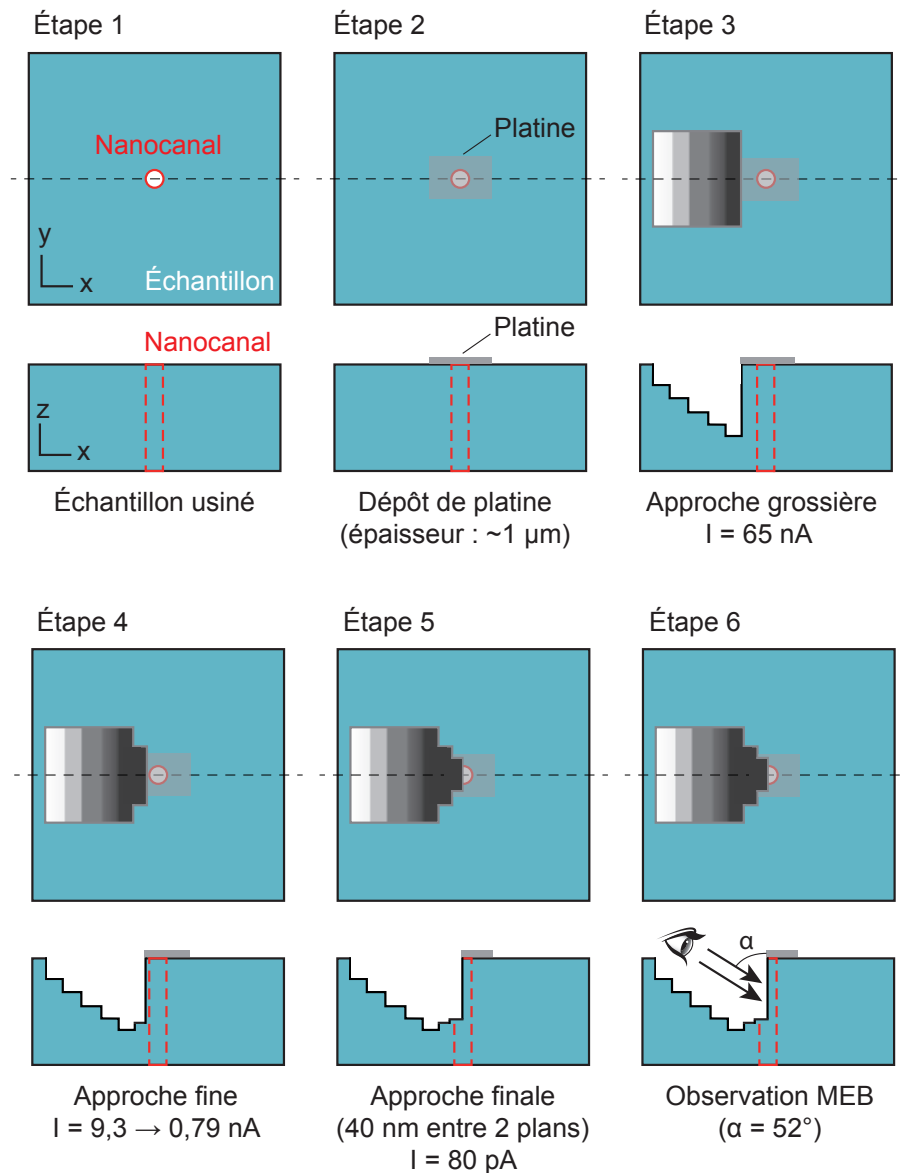 Étape 1
Nanocanal
y
x
Échantillon
Nanocanal
z
x
Échantillon usiné
Étape 2
Platine
Platine
Dépôt de platine
(épaisseur : ~1 µm)
Étape 3
Approche grossière
I = 65 nA
Étape 4
Approche fine
I = 9,3 → 0,79 nA
Étape 5
Approche finale
(40 nm entre 2 plans)
I = 80 pA
Étape 6
α
Observation MEB
(α = 52°)